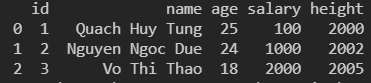 id name age salary height
0 1 Quach Huy Tung 25 100 2000
1 2 Nguyen Ngoc Due 24 1000 2002
2 3 Vo Thi Thao 18 2000 2005